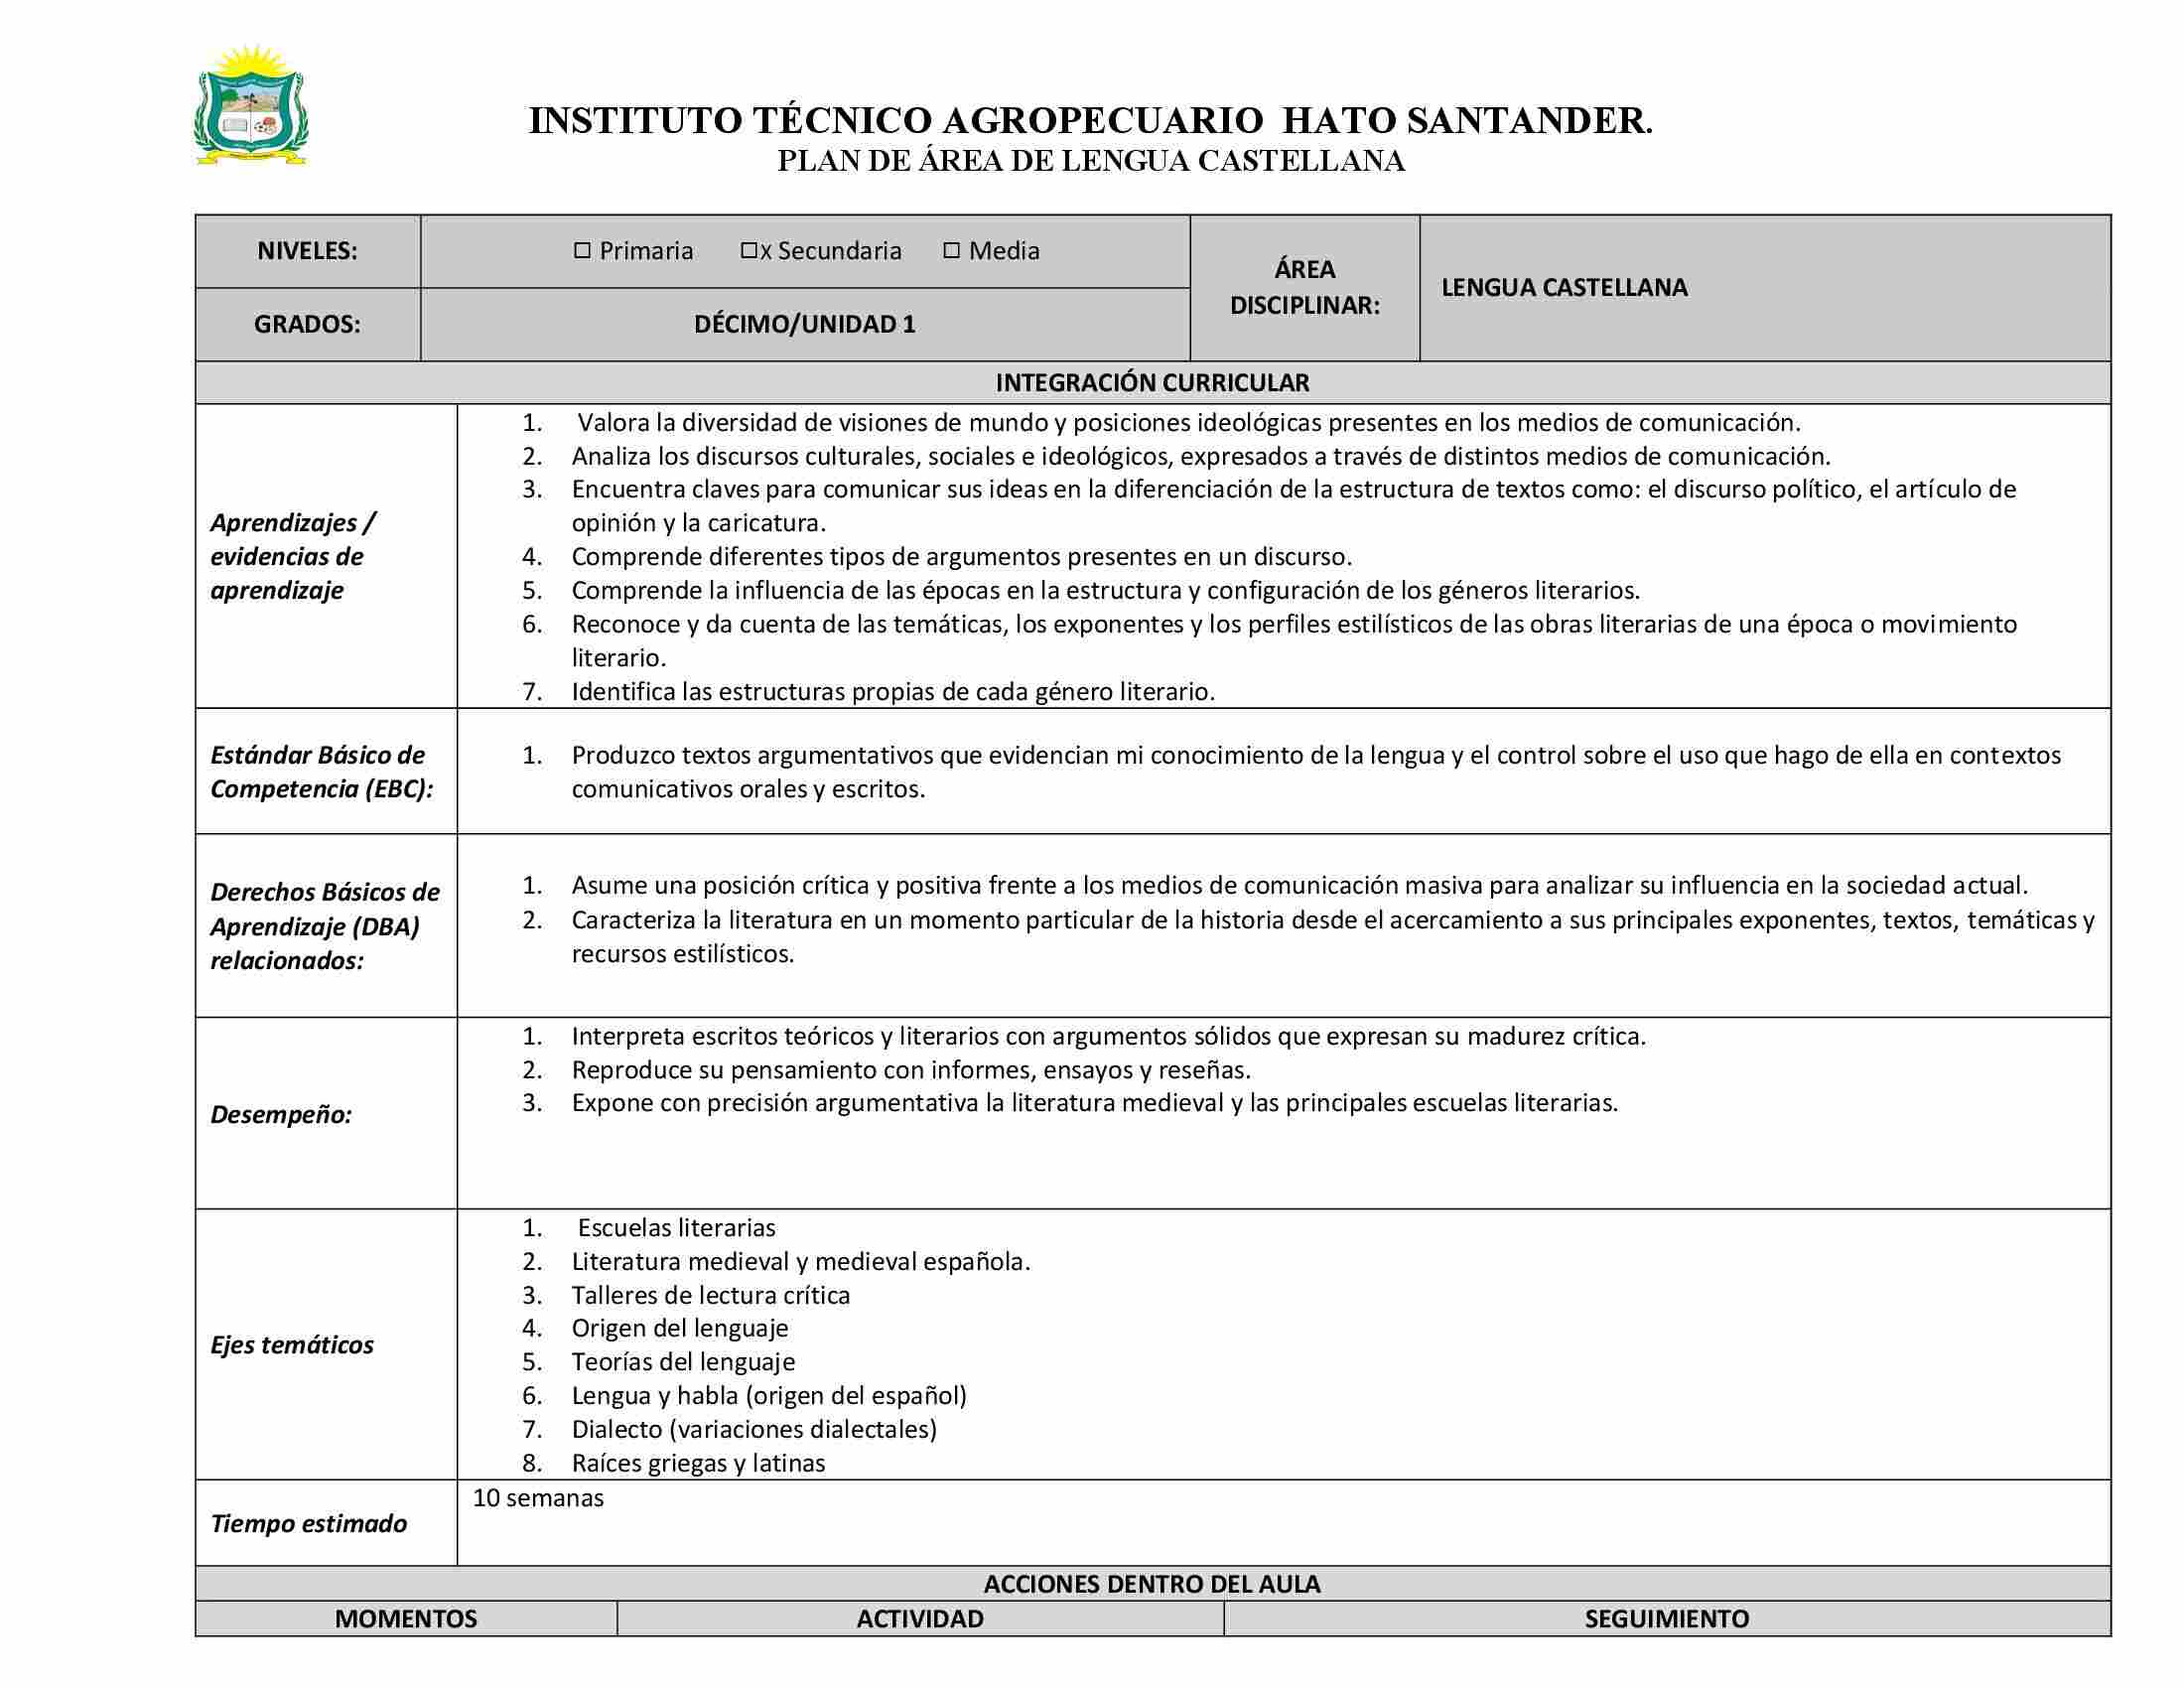 INSTITUTO TÉCNICO AGROPECUARIO HATO SANTANDER.
PLAN DE ÁREA DE LENGUA CASTELLANA
NIVELES:
☐ Primaria ☐x Secundaria ☐ Media
ÁREA
DISCIPLINAR:
LENGUA CASTELLANA
GRADOS:
DÉCIMO/UNIDAD 1
INTEGRACIÓN CURRICULAR
Aprendizajes /
evidencias de
aprendizaje
1. Valora la diversidad de visiones de mundo y posiciones ideológicas presentes en los medios de comunicación.
2. Analiza los discursos culturales, sociales e ideológicos, expresados a través de distintos medios de comunicación.
3. Encuentra claves para comunicar sus ideas en la diferenciación de la estructura de textos como: el discurso político, el artículo de
opinión y la caricatura.
4. Comprende diferentes tipos de argumentos presentes en un discurso.
5. Comprende la influencia de las épocas en la estructura y configuración de los géneros literarios.
6. Reconoce y da cuenta de las temáticas, los exponentes y los perfiles estilísticos de las obras literarias de una época o movimiento
literario.
7. Identifica las estructuras propias de cada género literario.
Estándar Básico de
Competencia (EBC):
1. Produzco textos argumentativos que evidencian mi conocimiento de la lengua y el control sobre el uso que hago de ella en contextos
comunicativos orales y escritos.
Derechos Básicos de
Aprendizaje (DBA)
relacionados:
1. Asume una posición crítica y positiva frente a los medios de comunicación masiva para analizar su influencia en la sociedad actual.
2. Caracteriza la literatura en un momento particular de la historia desde el acercamiento a sus principales exponentes, textos, temáticas y
recursos estilísticos.
Desempeño:
1. Interpreta escritos teóricos y literarios con argumentos sólidos que expresan su madurez crítica.
2. Reproduce su pensamiento con informes, ensayos y reseñas.
3. Expone con precisión argumentativa la literatura medieval y las principales escuelas literarias.
Ejes temáticos
1. Escuelas literarias
2. Literatura medieval y medieval española.
3. Talleres de lectura crítica
4. Origen del lenguaje
5. Teorías del lenguaje
6. Lengua y habla (origen del español)
7. Dialecto (variaciones dialectales)
8. Raíces griegas y latinas
Tiempo estimado
10 semanas
ACCIONES DENTRO DEL AULA
MOMENTOS
ACTIVIDAD
SEGUIMIENTO